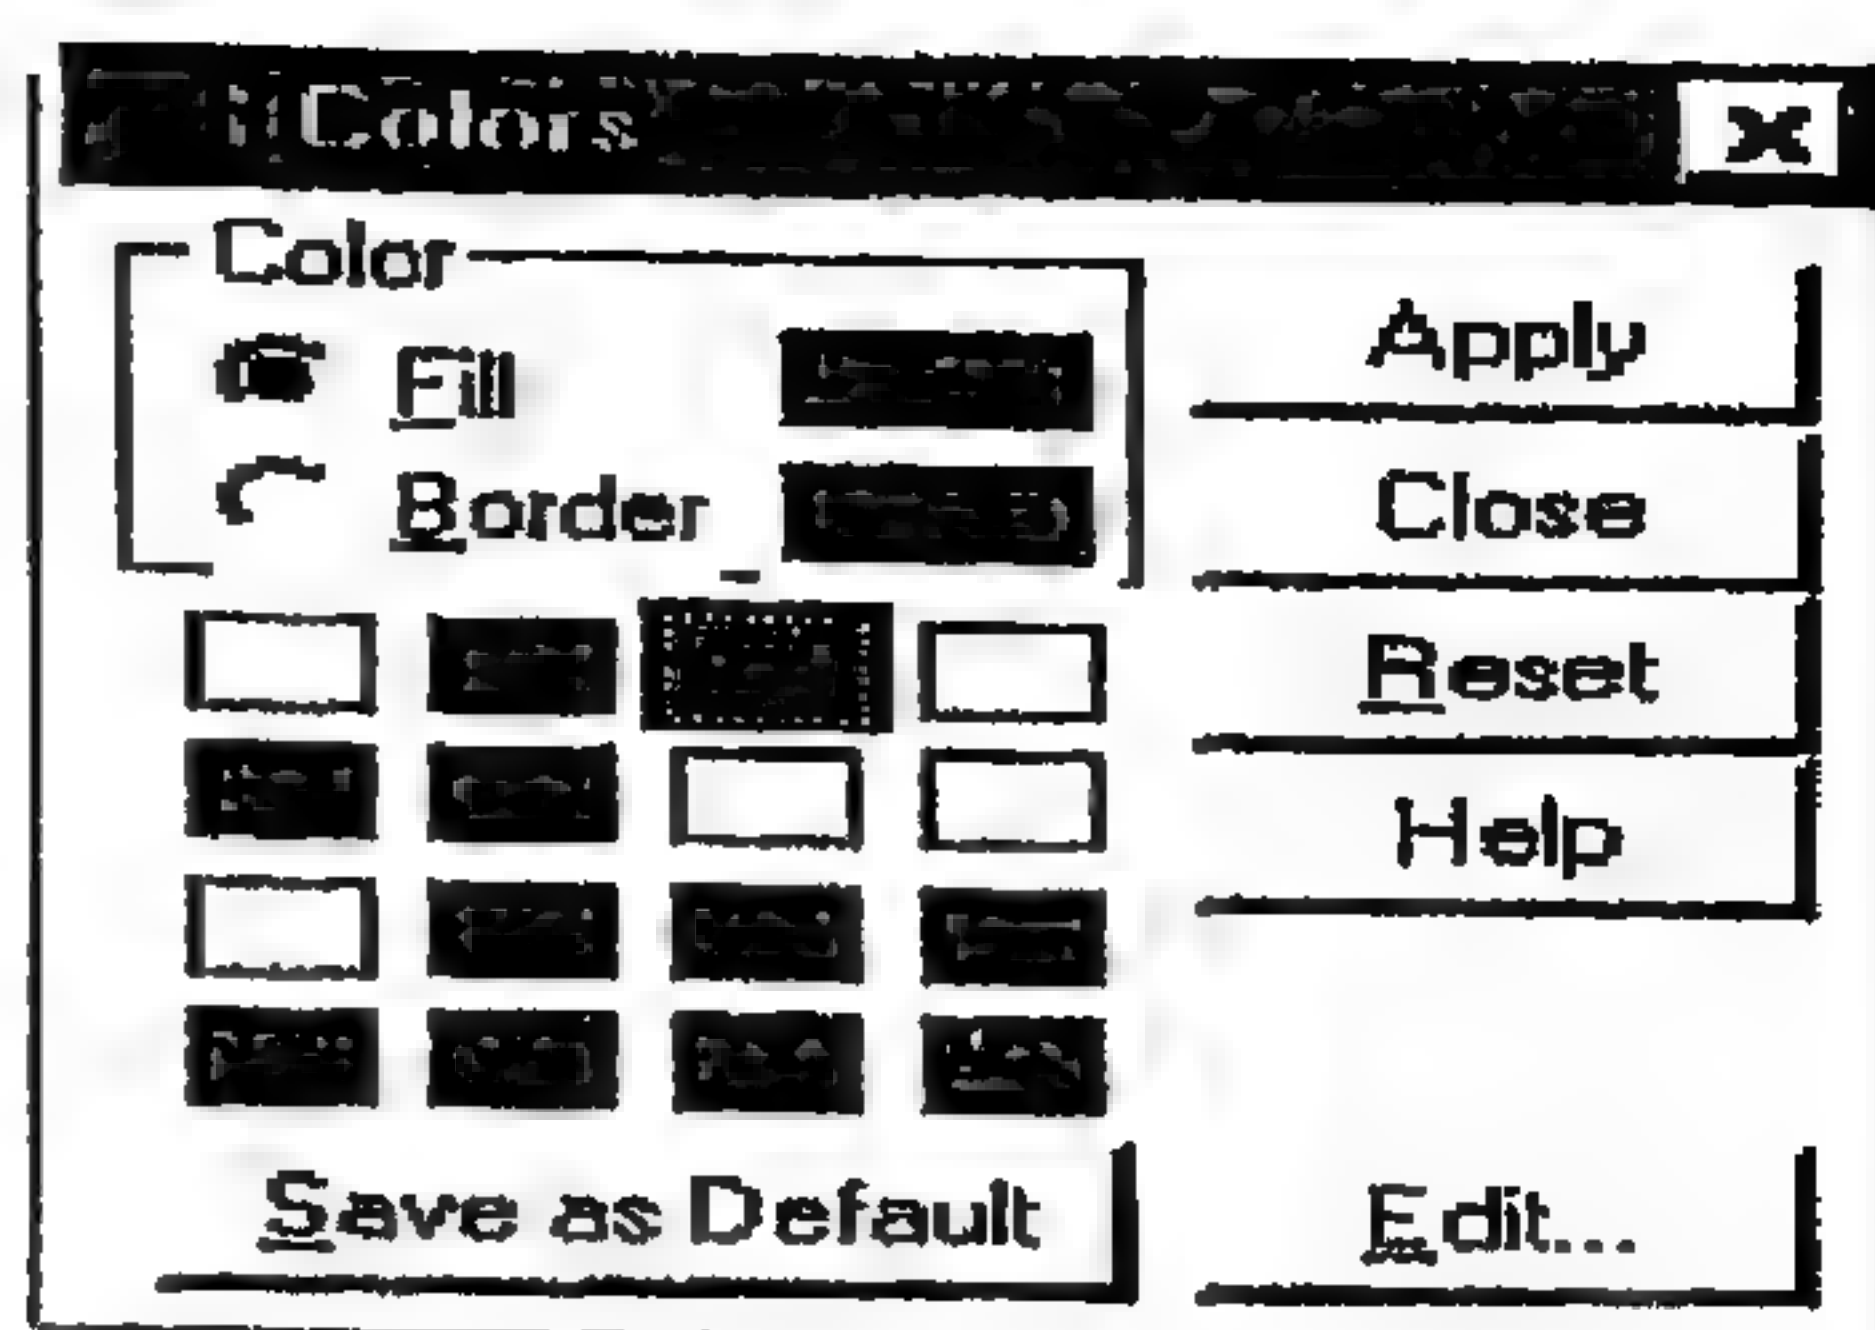 Colors
Color
Fill
Border
Apply
Close
Reset
Help
Save as Default
Edit...